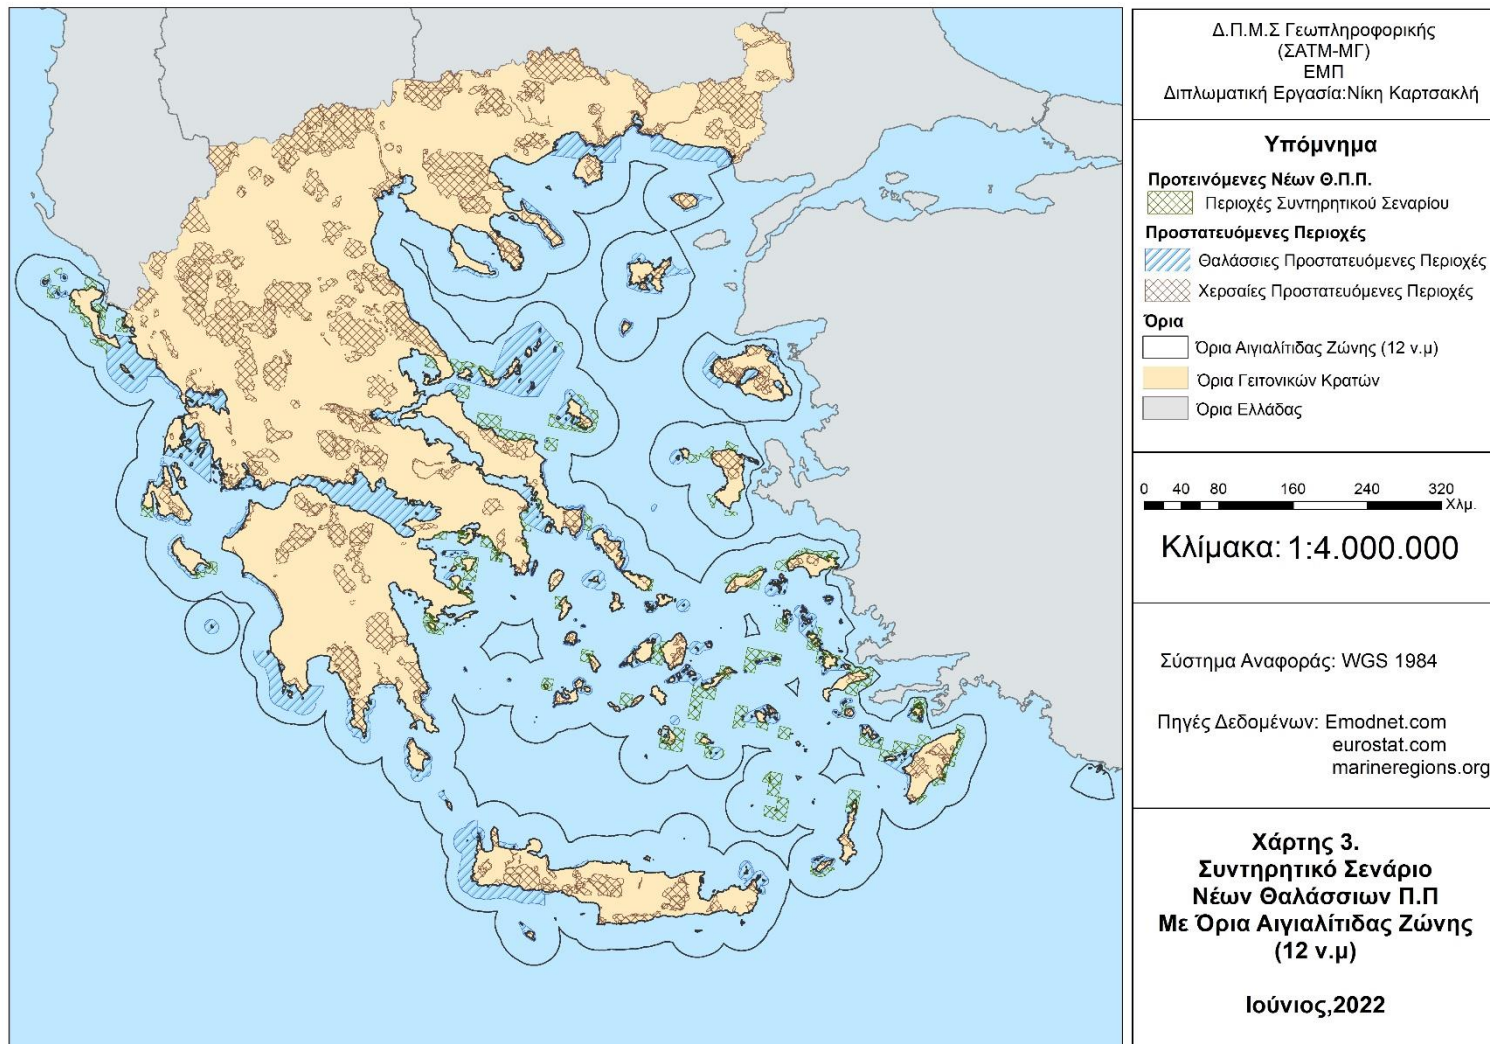 Δ.Π.Μ.Σ Γεωπληροφορικής
(ΣΑΤΜ-ΜΓ)
ΕΜΠ
Διπλωματική Εργασία:Νίκη Καρτσακλή
Υπόμνημα
Προτεινόμενες Νέων Θ.Π.Π.
Περιοχές Συντηρητικού Σεναρίου
Προστατευόμενες Περιοχές
Θαλάσσιες Προστατευόμενες Περιοχές
Χερσαίες Προστατευόμενες Περιοχές
Όρια
Όρια Αιγιαλίτιδας Ζώνης (12 ν.μ)
Όρια Γειτονικών Κρατών
Όρια Ελλάδας
0 40 80 160 240 320
Χλμ.
Κλίμακα: 1:4.000.000
Σύστημα Αναφοράς: WGS 1984
Πηγές Δεδομένων: Emodnet.com
eurostat.com
marineregions.org
Χάρτης 3.
Συντηρητικό Σενάριο
Νέων Θαλάσσιων Π.Π
Με Όρια Αιγιαλίτιδας Ζώνης
(12 ν.μ)
Ιούνιος,2022